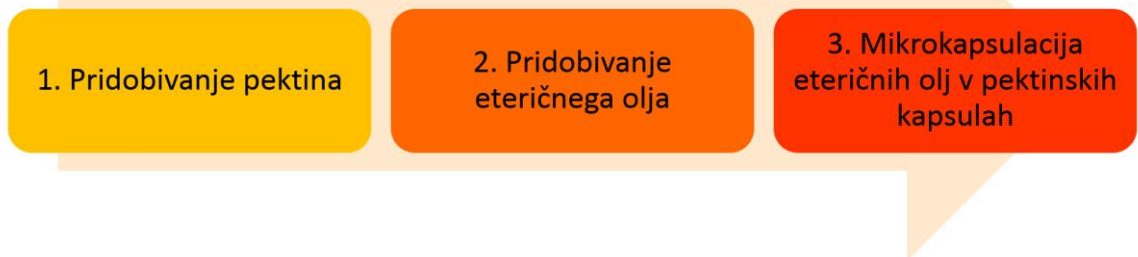 1. Pridobivanje pektina
2. Pridobivanje
eteričnega olja
3. Mikrokapsulacija
eteričnih olj v pektinskih
kapsulah